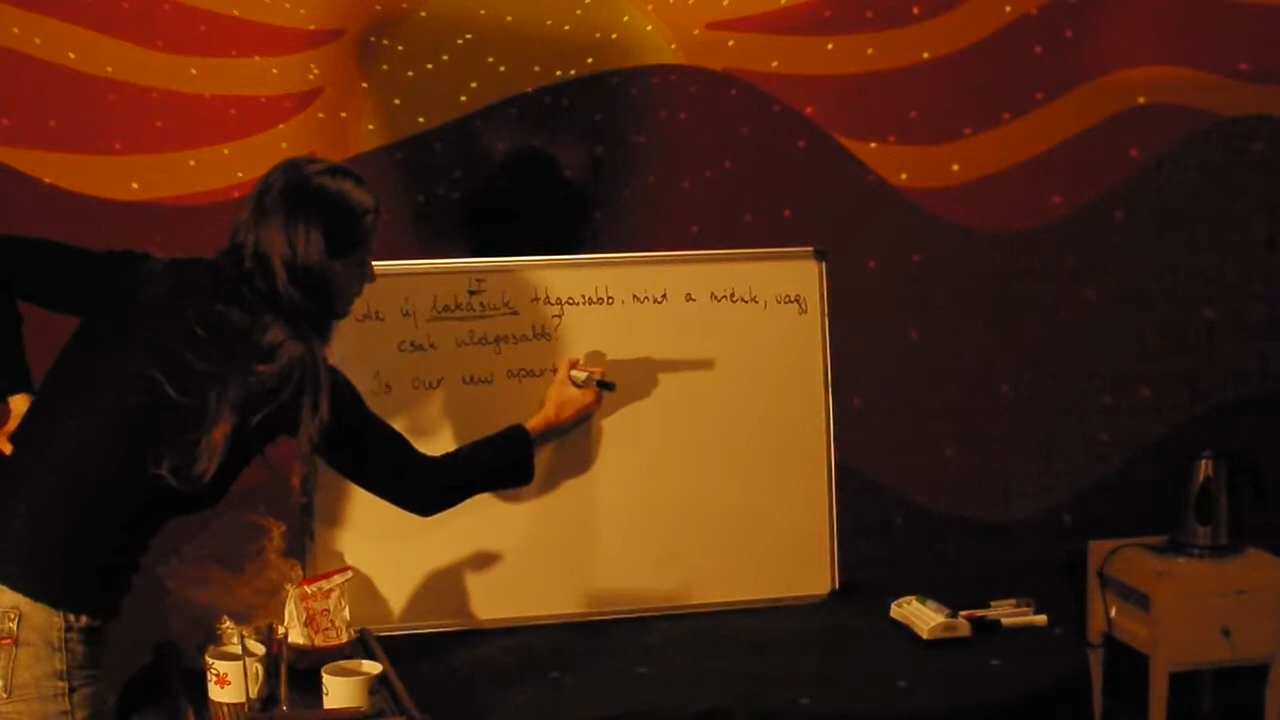 Az új lakásuk tágasabb, mint a miénk, vagy
csak világosabb?
Is our new apart